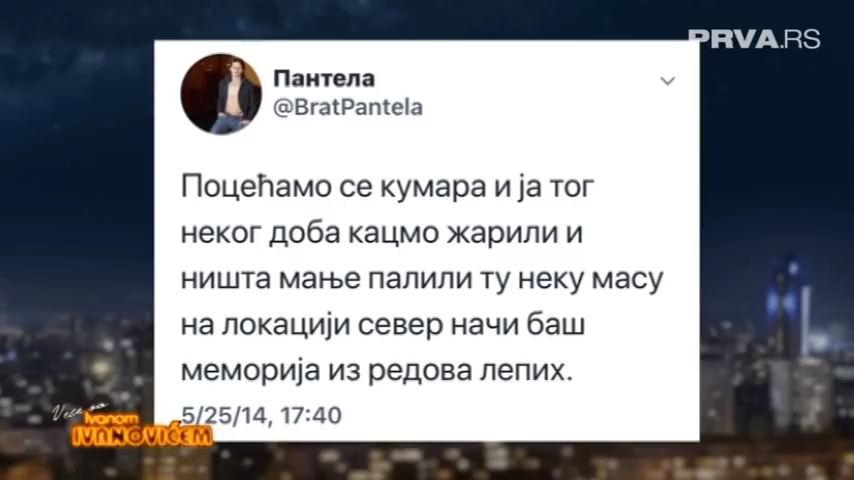 PRVA.RS
Пантела
@BratPantela
Поцећамо се кумара и ја тог
неког доба кацмо жарили и
ништа мање палили ту неку масу
на локацији север начи баш
меморија из редова лепих.
5/25/14, 17:40
Veče sa
Ivanom
IVANOVIĆEM